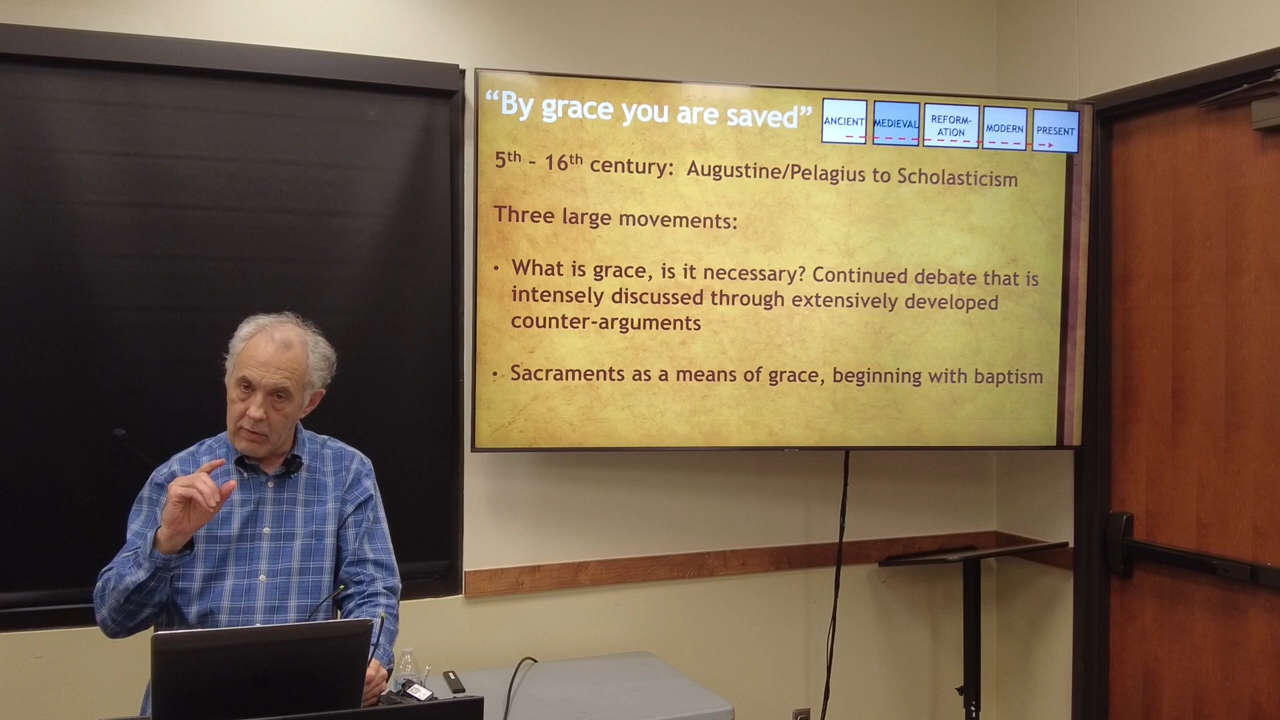 “By grace you are saved”
ANCIENT
MEDIEVAL
REFORM-
ATION
MODERN
PRESENT
5th - 16th century: Augustine/Pelagius to Scholasticism
Three large movements:
• What is grace, is it necessary? Continued debate that is
intensely discussed through extensively developed
counter-arguments
• Sacraments as a means of grace, beginning with baptism